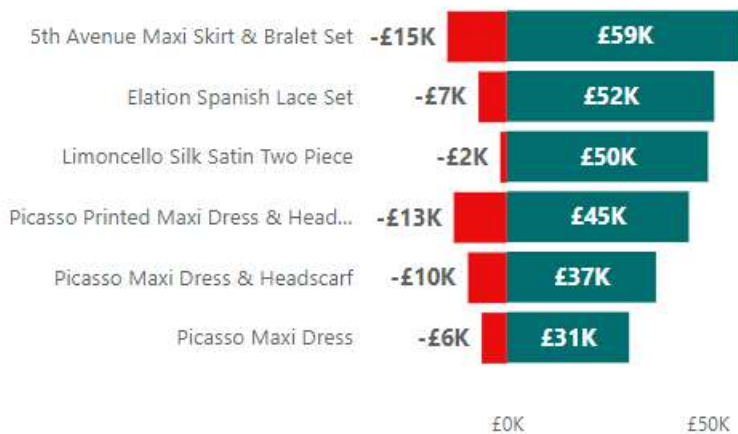 5th Avenue Maxi Skirt & Bralet Set -£15K £59K
Elation Spanish Lace Set -£7K £52K
Limoncello Silk Satin Two Piece -£2K £50K
Picasso Printed Maxi Dress & Head... -£13K £45K
Picasso Maxi Dress & Headscarf -£10K £37K
Picasso Maxi Dress -£6K £31K
£0K £50K